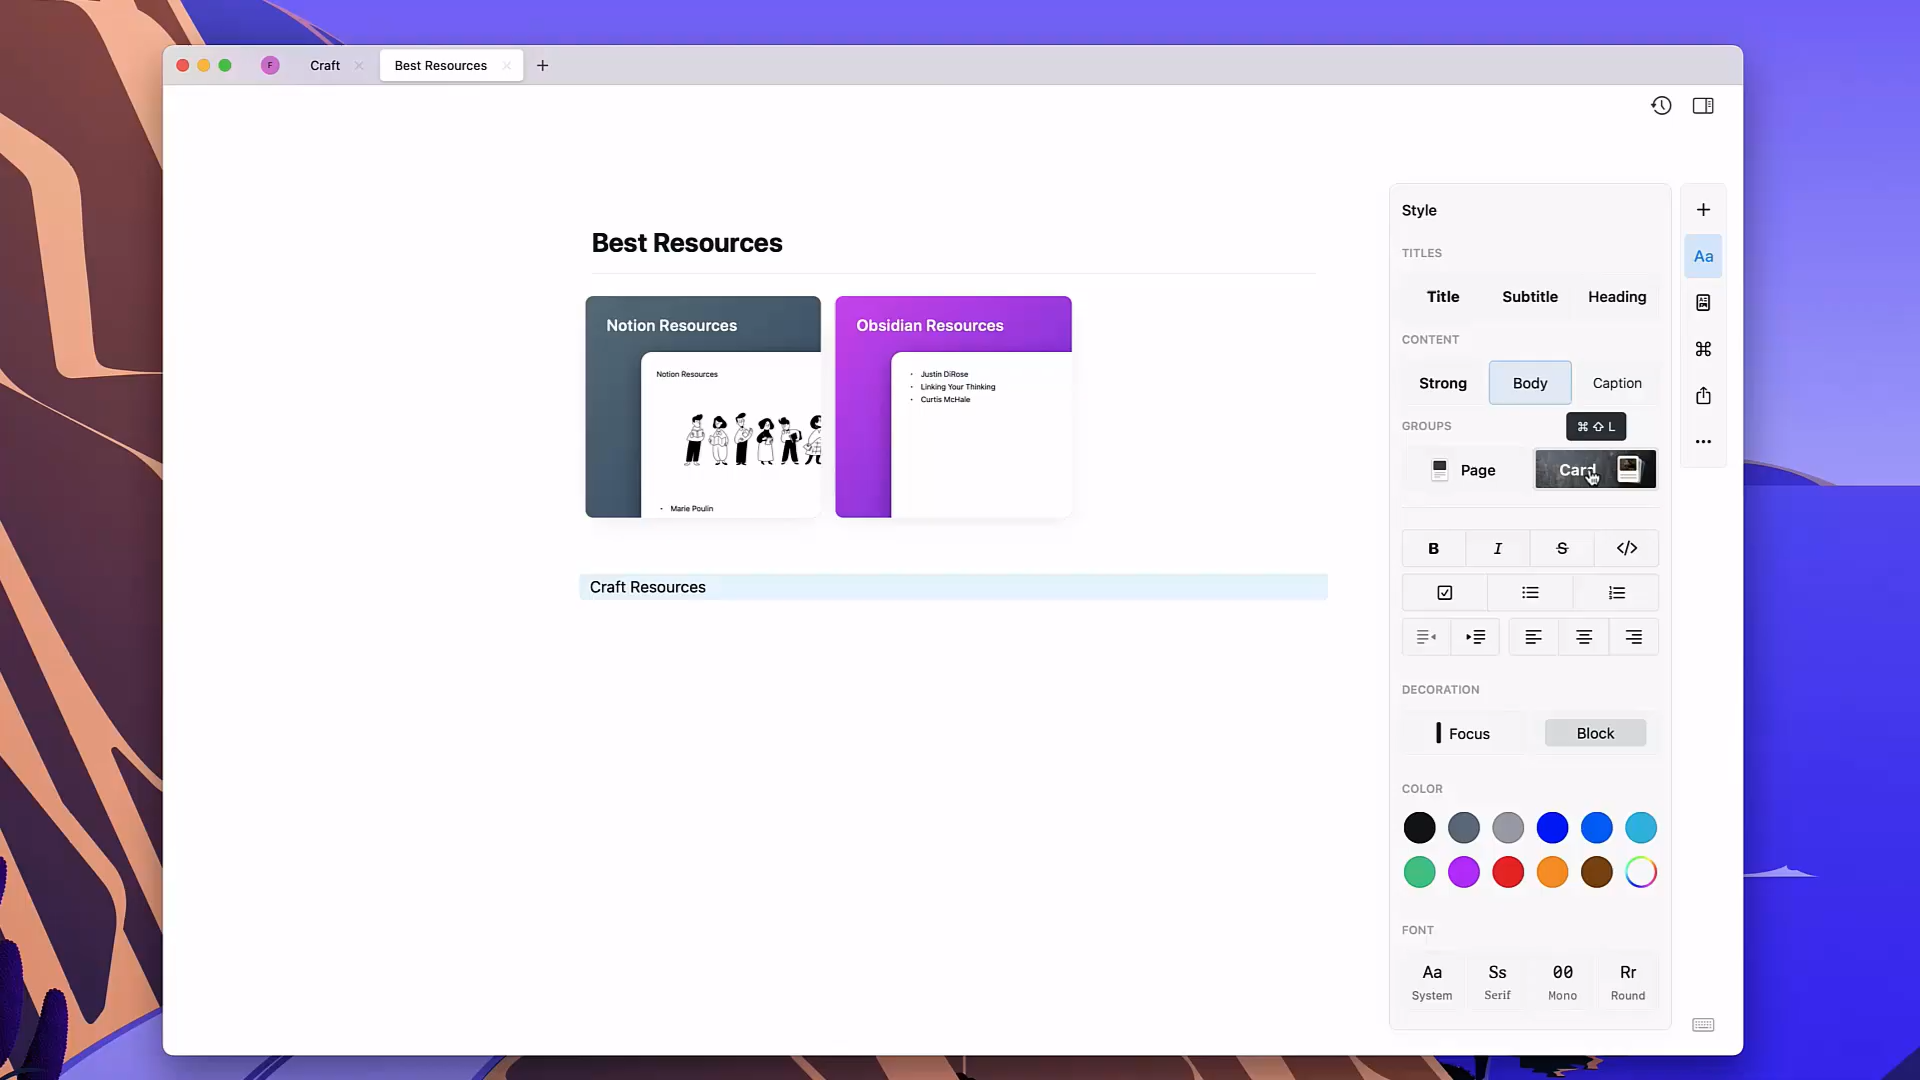 F
Craft
Best Resources
Best Resources
Notion Resources
Notion Resources
• Marie Poulin
Obsidian Resources
• Justin DiRose
• Linking Your Thinking
• Curtis McHale
Craft Resources
Style
TITLES
Title Subtitle Heading
CONTENT
Strong Body Caption
GROUPS
⌘ ⇧ L
Page Card
B I S </>
DECORATION
Focus Block
COLOR
FONT
Aa Ss 00 Rr
System Serif Mono Round
Aa